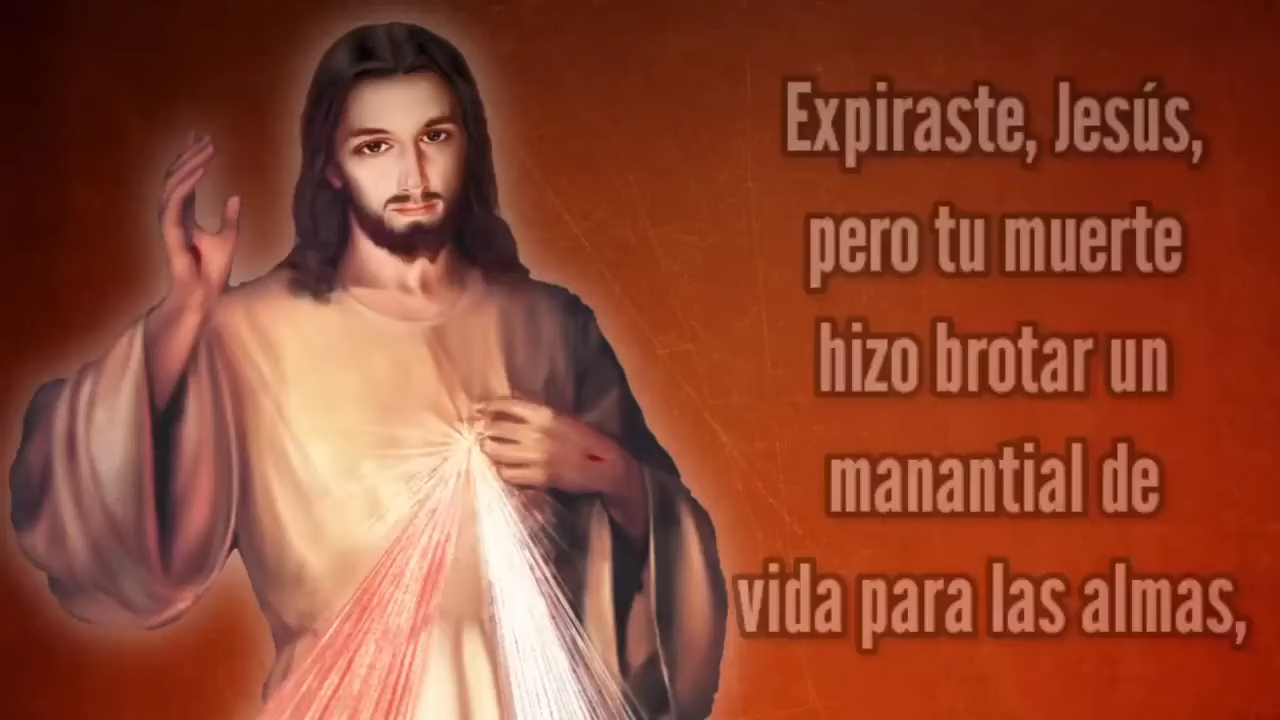 Expiraste, Jesús,
pero tu muerte
hizo brotar un
manantial de
vida para las almas,